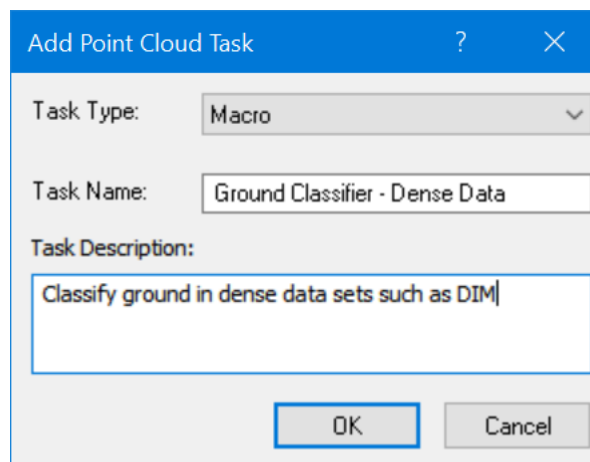 Add Point Cloud Task ?
Task Type: Macro
Task Name: Ground Classifier - Dense Data
Task Description:
Classify ground in dense data sets such as DIM
OK Cancel